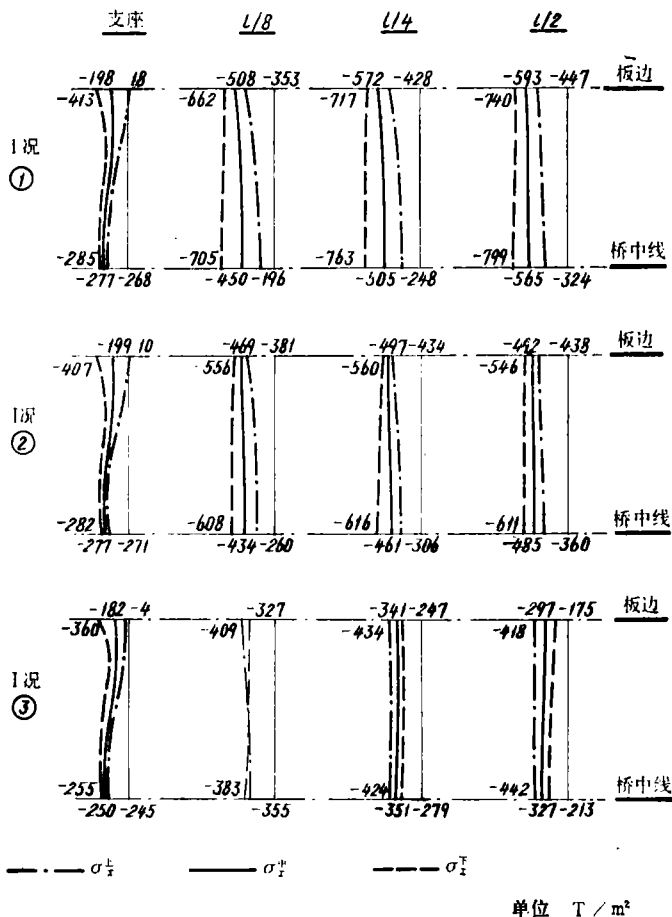 支座 l/8 l/4 l/2
-198 18 -508 -353 -572 -428 -593 -447 板边
-413 -662 -717 -740
I况
①
-285 -705 -763 -799 桥中线
-277 -268 -450 -196 -505 -248 -565 -324
-199 10 -469 -381 -497 -434 -492 -438 板边
-407 556 -560 -546
I况
②
-282 -608 -616 -611 桥中线
-277 -271 -434 -260 -461 -306 -485 -360
-182 -4 -327 -341 -247 -297 -175 板边
-360 -409 -434 -418
I况
③
-255 -383 -424 -442 桥中线
-250 -245 -355 -351 -279 -327 -213
σx上 σx中 σx下
单位 T/m²